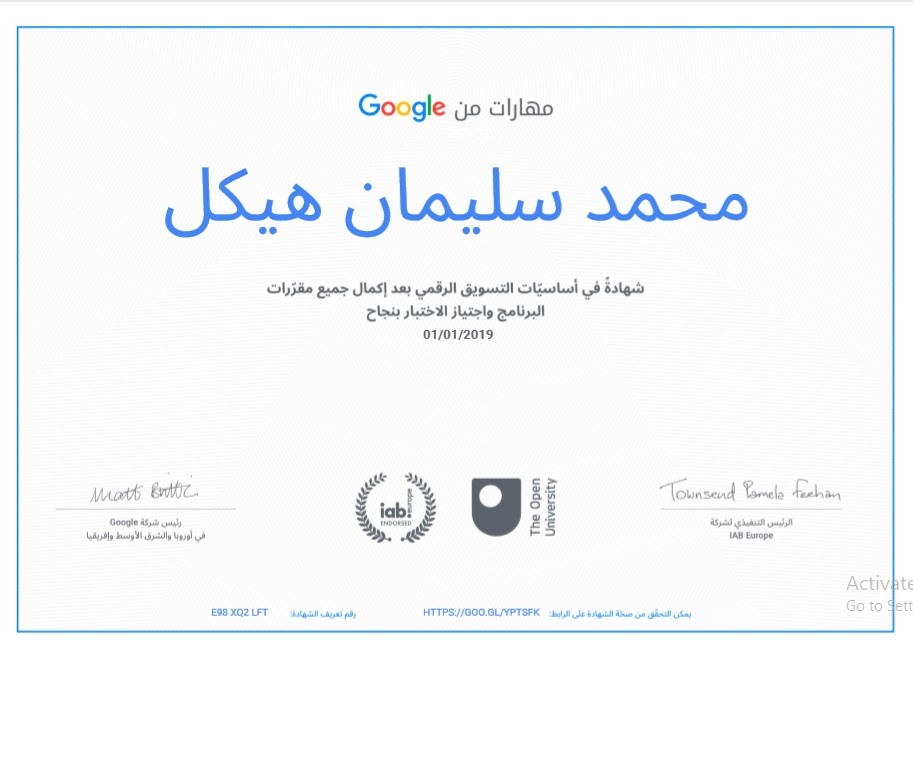 مهارات من Google
محمد سليمان هيكل
شهادةً في أساسيّات التسويق الرقمي بعد إكمال جميع مقرّرات
البرنامج واجتياز الاختبار بنجاح
01/01/2019
Townsend Pamela Feehan
الرئيس التنفيذي لشركة
IAB Europe
The Open
University
iab.europe
ENDORSED
Matt Brittin
رئيس شركة Google
في أوروبا والشرق الأوسط وإفريقيا
يمكن التحقّق من صحّة الشهادة على الرابط: HTTPS://GOO.GL/YPTSFK
رقم تعريف الشهادة: E98 XQ2 LFT
Activate
Go to Sett